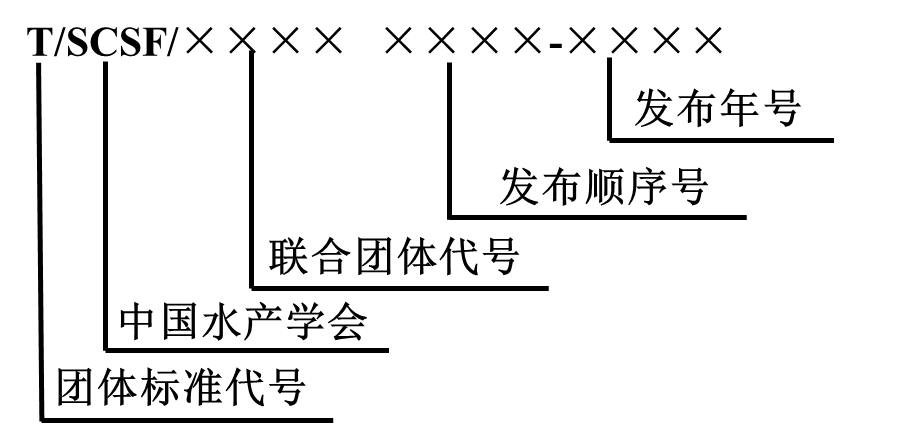 T/SCSF/×××× ××××-××××
发布年号
发布顺序号
联合团体代号
中国水产学会
团体标准代号